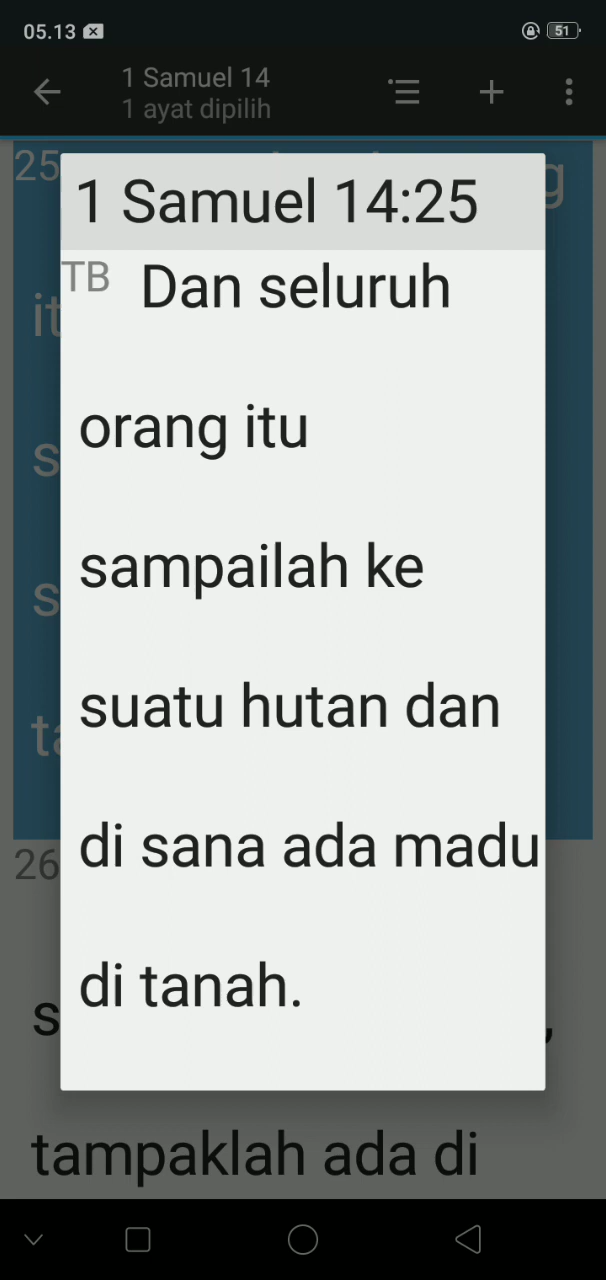 05.13
51
1 Samuel 14
1 ayat dipilih
25
1 Samuel 14:25
TB Dan seluruh
orang itu
sampailah ke
suatu hutan dan
di sana ada madu
di tanah.
26
tampaklah ada di